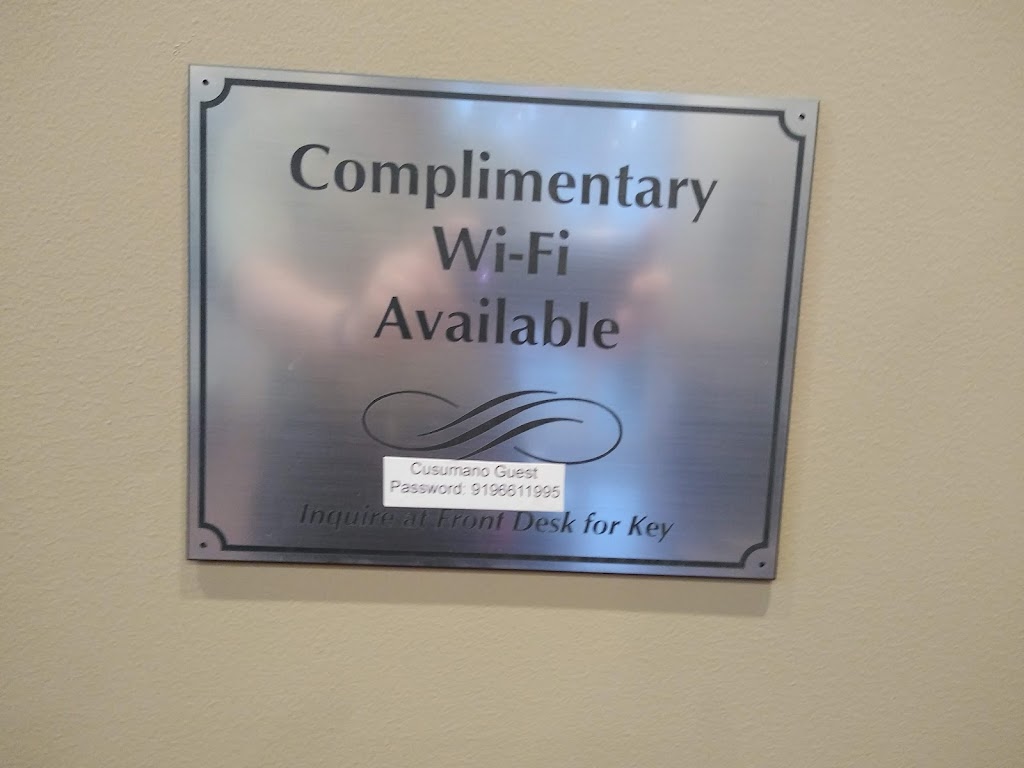 Complimentary
Wi-Fi
Available
Cusumano Guest
Password: 9196611995
Inquire at Front Desk for Key